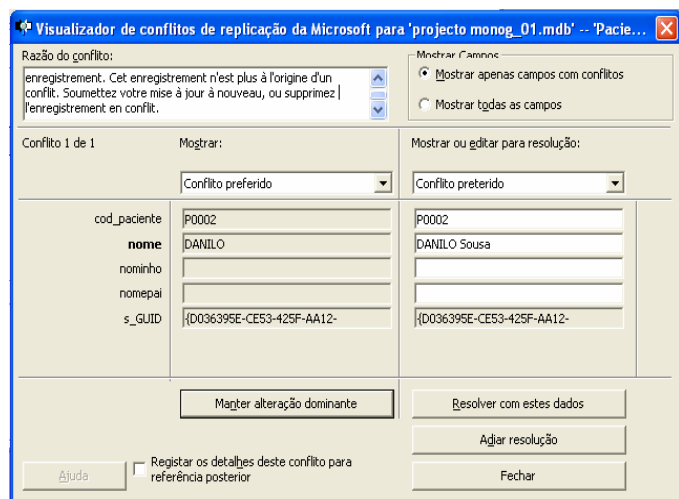 Visualizador de conflitos de replicação da Microsoft para 'projecto monog_01.mdb' -- 'Pacie...
Razão do conflito:
enregistrement. Cet enregistrement n'est plus à l'origine d'un
conflit. Soumettez votre mise à jour à nouveau, ou supprimez
l'enregistrement en conflit.
Mostrar Campos
Mostrar apenas campos com conflitos
Mostrar todas as campos
Conflito 1 de 1
Mostrar:
Mostrar ou editar para resolução:
Conflito preferido
Conflito preterido
cod_paciente P0002 P0002
nome DANILO DANILO Sousa
nominho
nomepai
s_GUID {D036395E-CE53-425F-AA12- {D036395E-CE53-425F-AA12-
Manter alteração dominante
Resolver com estes dados
Adiar resolução
Ajuda
Registar os detalhes deste conflito para
referência posterior
Fechar